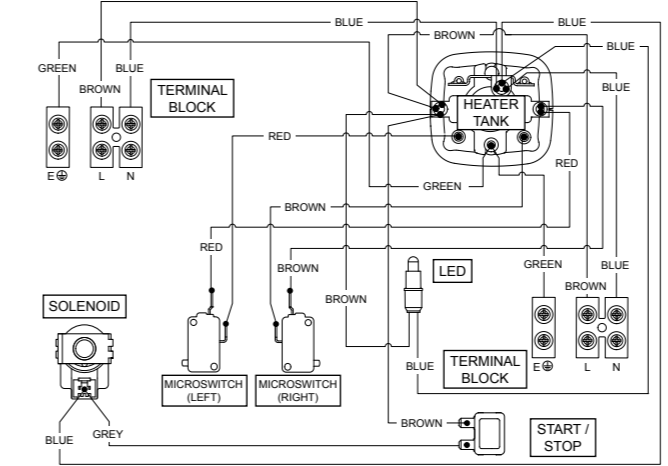 BLUE
BLUE
BROWN
BLUE
GREEN
BLUE
BROWN
BLUE
TERMINAL
BLOCK
HEATER
TANK
RED
RED
E L N
GREEN
BROWN
RED
BROWN
GREEN
BLUE
LED
BROWN
BROWN
SOLENOID
TERMINAL
BLOCK
E L N
BLUE
MICROSWITCH
(LEFT)
MICROSWITCH
(RIGHT)
BROWN
START /
STOP
BLUE
GREY